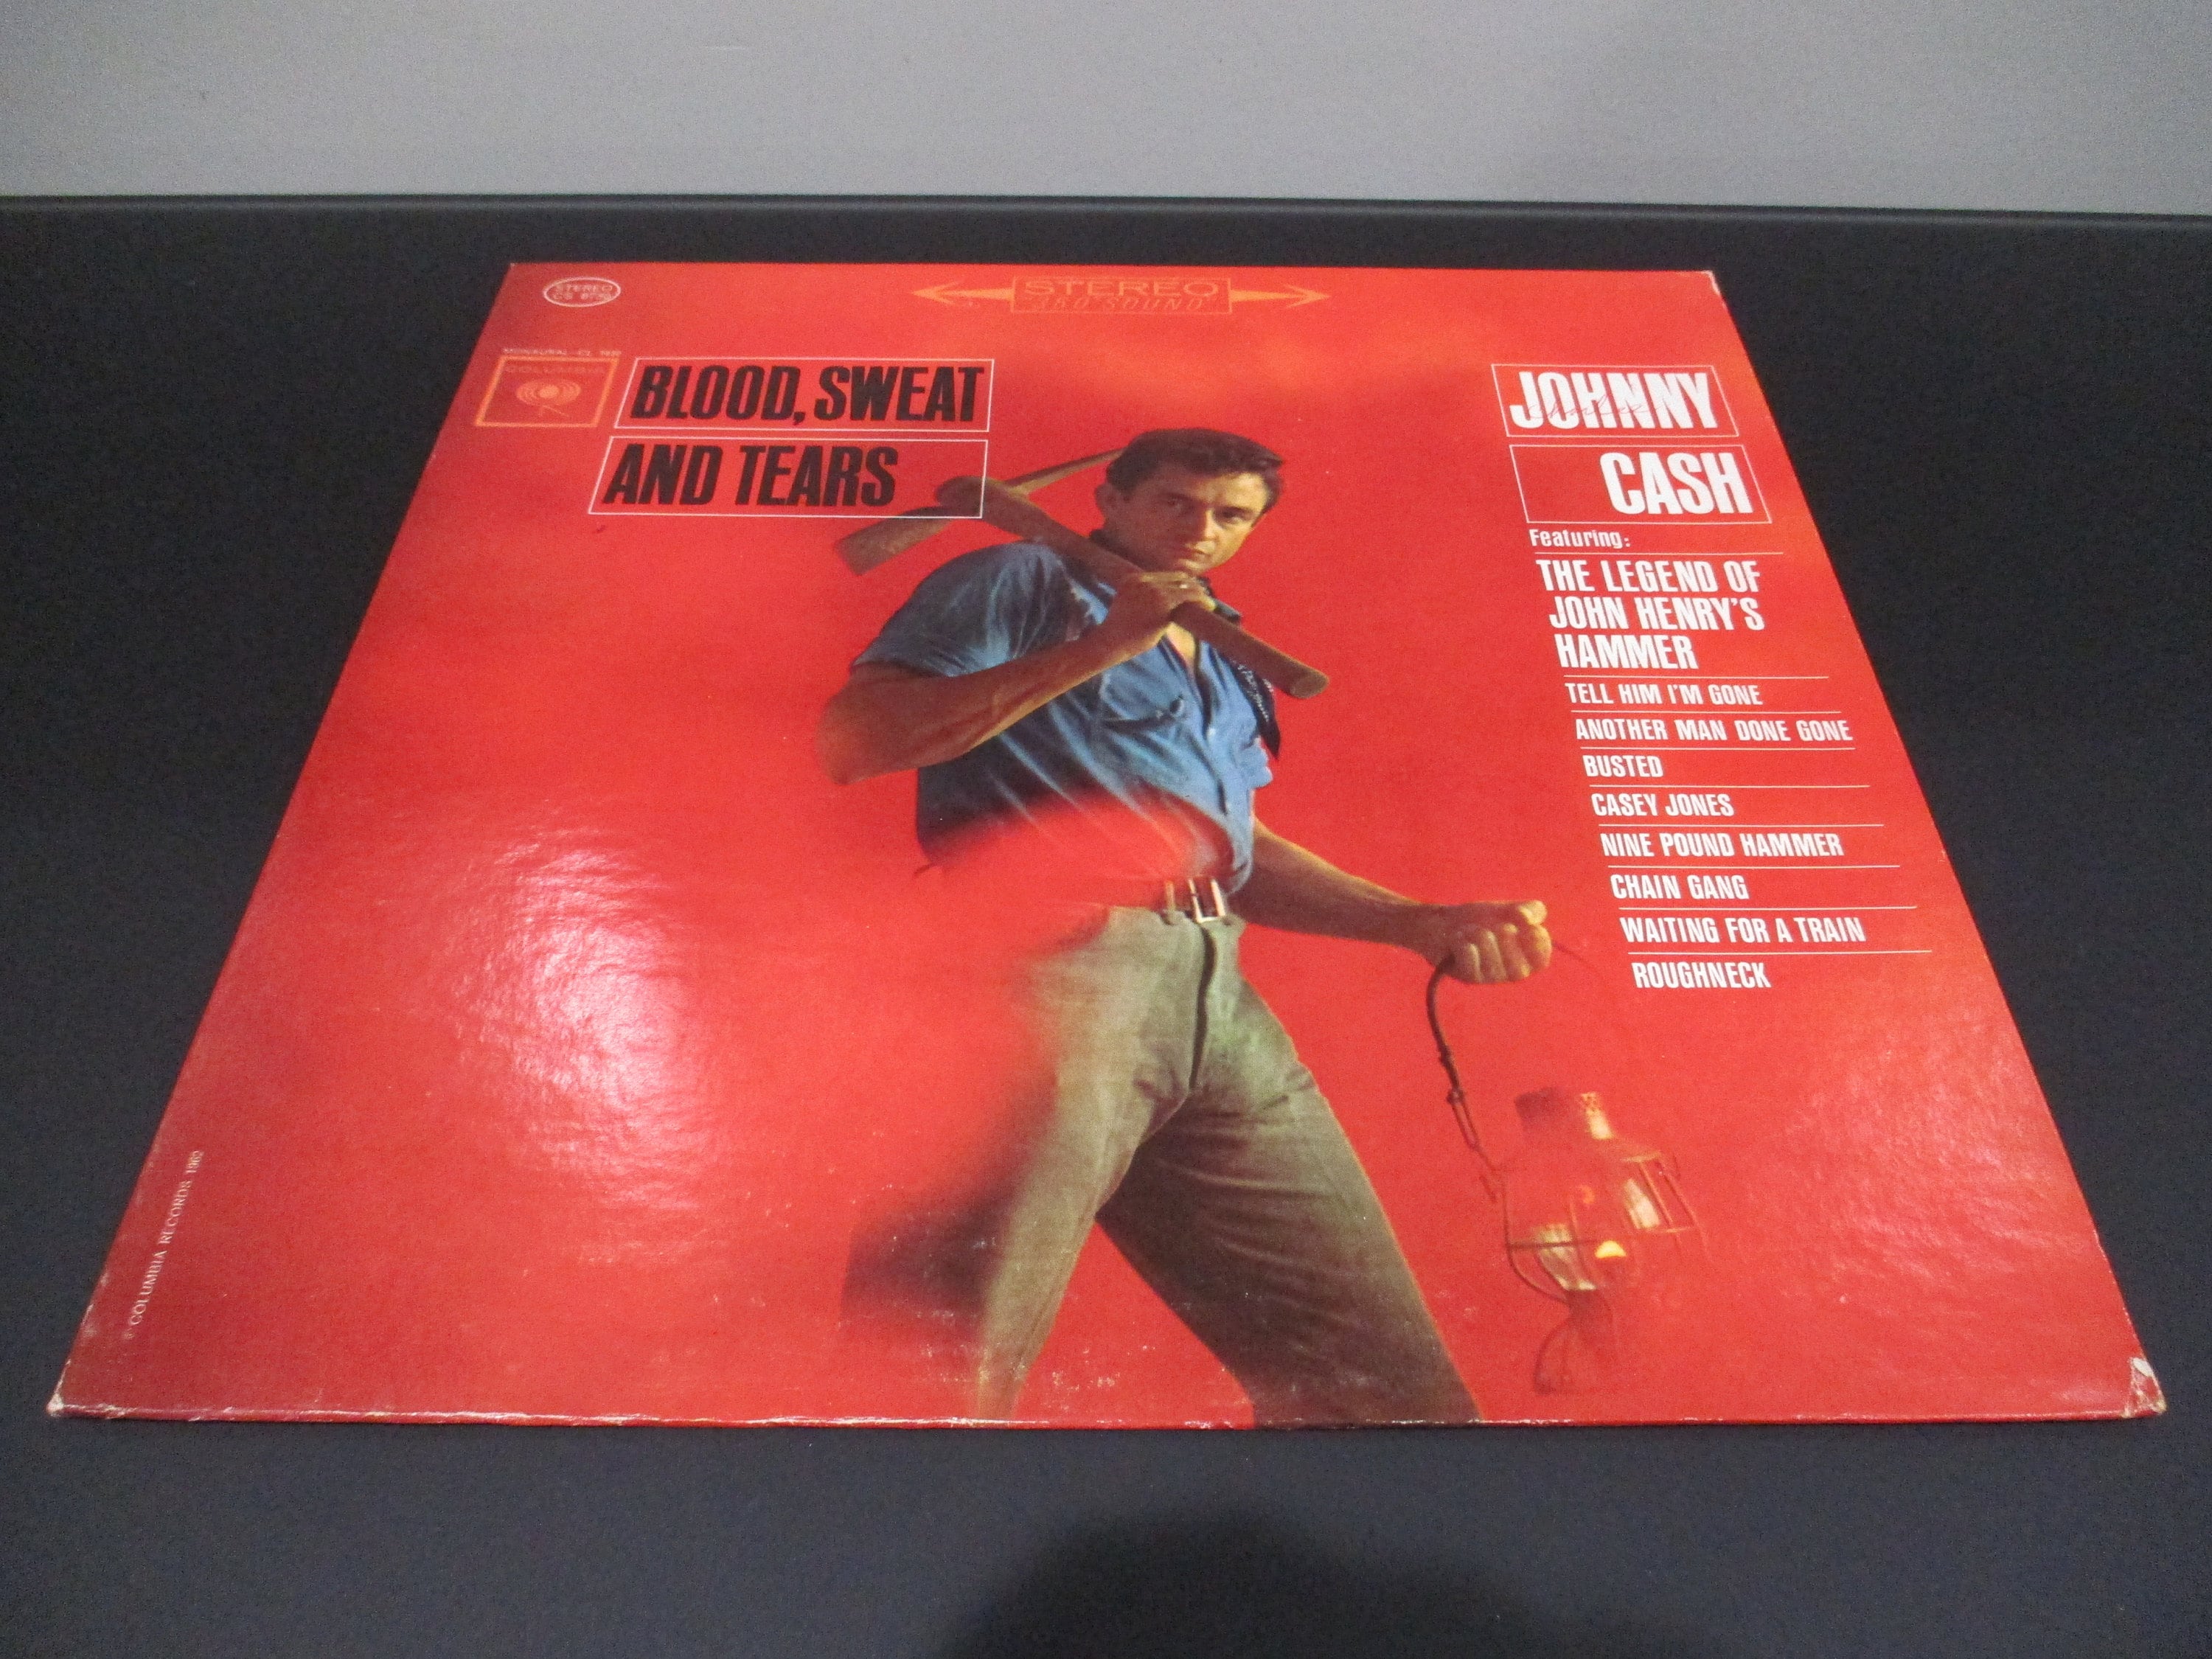 STEREO
STEREO
360 SOUND
COLUMBIA
BLOOD, SWEAT
AND TEARS
JOHNNY
CASH
Featuring:
THE LEGEND OF
JOHN HENRY'S
HAMMER
TELL HIM I'M GONE
ANOTHER MAN DONE GONE
BUSTED
CASEY JONES
NINE POUND HAMMER
CHAIN GANG
WAITING FOR A TRAIN
ROUGHNECK
COLUMBIA RECORDS 1962